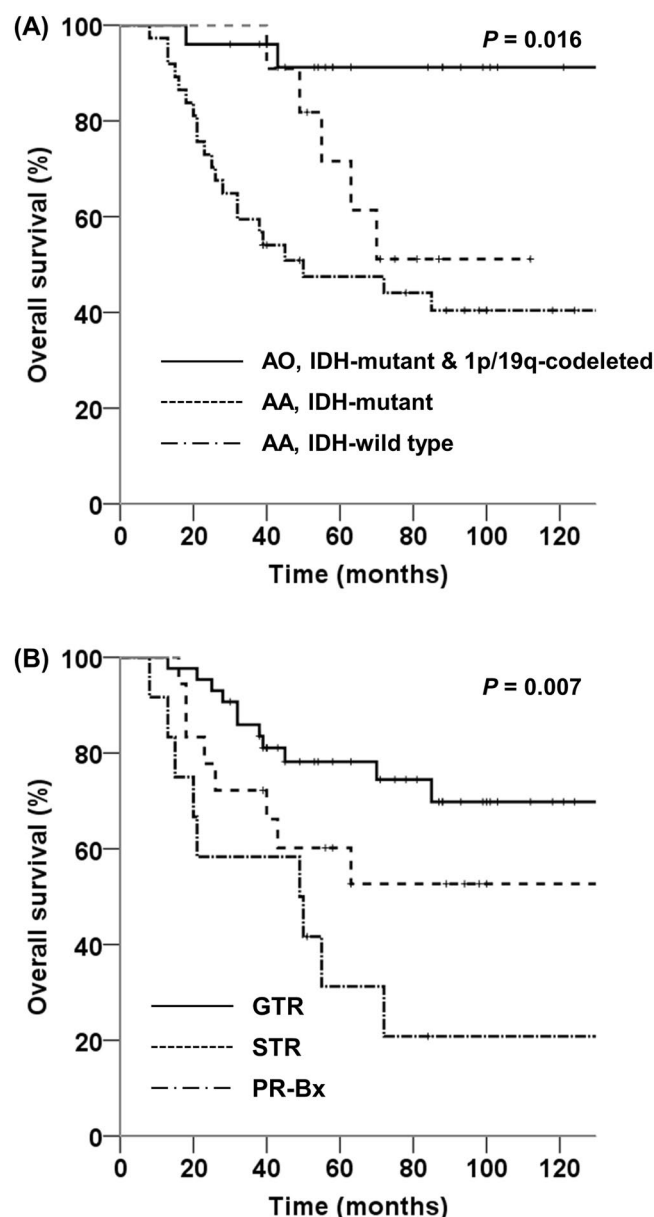 (A)
P = 0.016
100
80
60
40
20
0
Overall survival (%)
AO, IDH-mutant & 1p/19q-codeleted
AA, IDH-mutant
AA, IDH-wild type
0 20 40 60 80 100 120
Time (months)
(B)
P = 0.007
100
80
60
40
20
0
Overall survival (%)
GTR
STR
PR-Bx
0 20 40 60 80 100 120
Time (months)